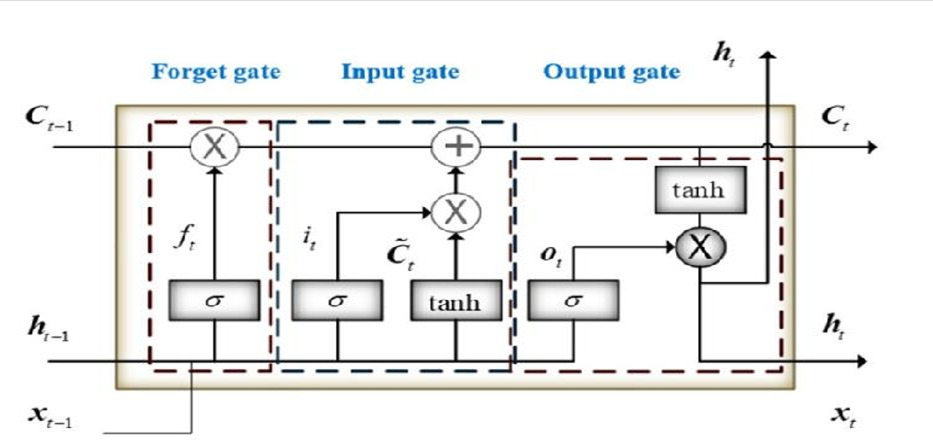 h_t
Forget gate Input gate Output gate
C_{t-1} C_t
X + tanh
X X
f_t i_t C̃_t o_t
σ σ tanh σ
h_{t-1} h_t
x_{t-1} x_t